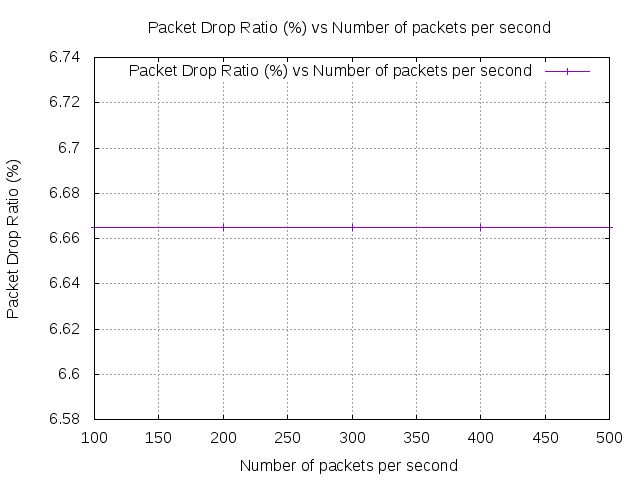 Packet Drop Ratio (%) vs Number of packets per second
6.74
Packet Drop Ratio (%) vs Number of packets per second
6.72
6.7
6.68
6.66
6.64
6.62
6.6
6.58
Packet Drop Ratio (%)
100 150 200 250 300 350 400 450 500
Number of packets per second